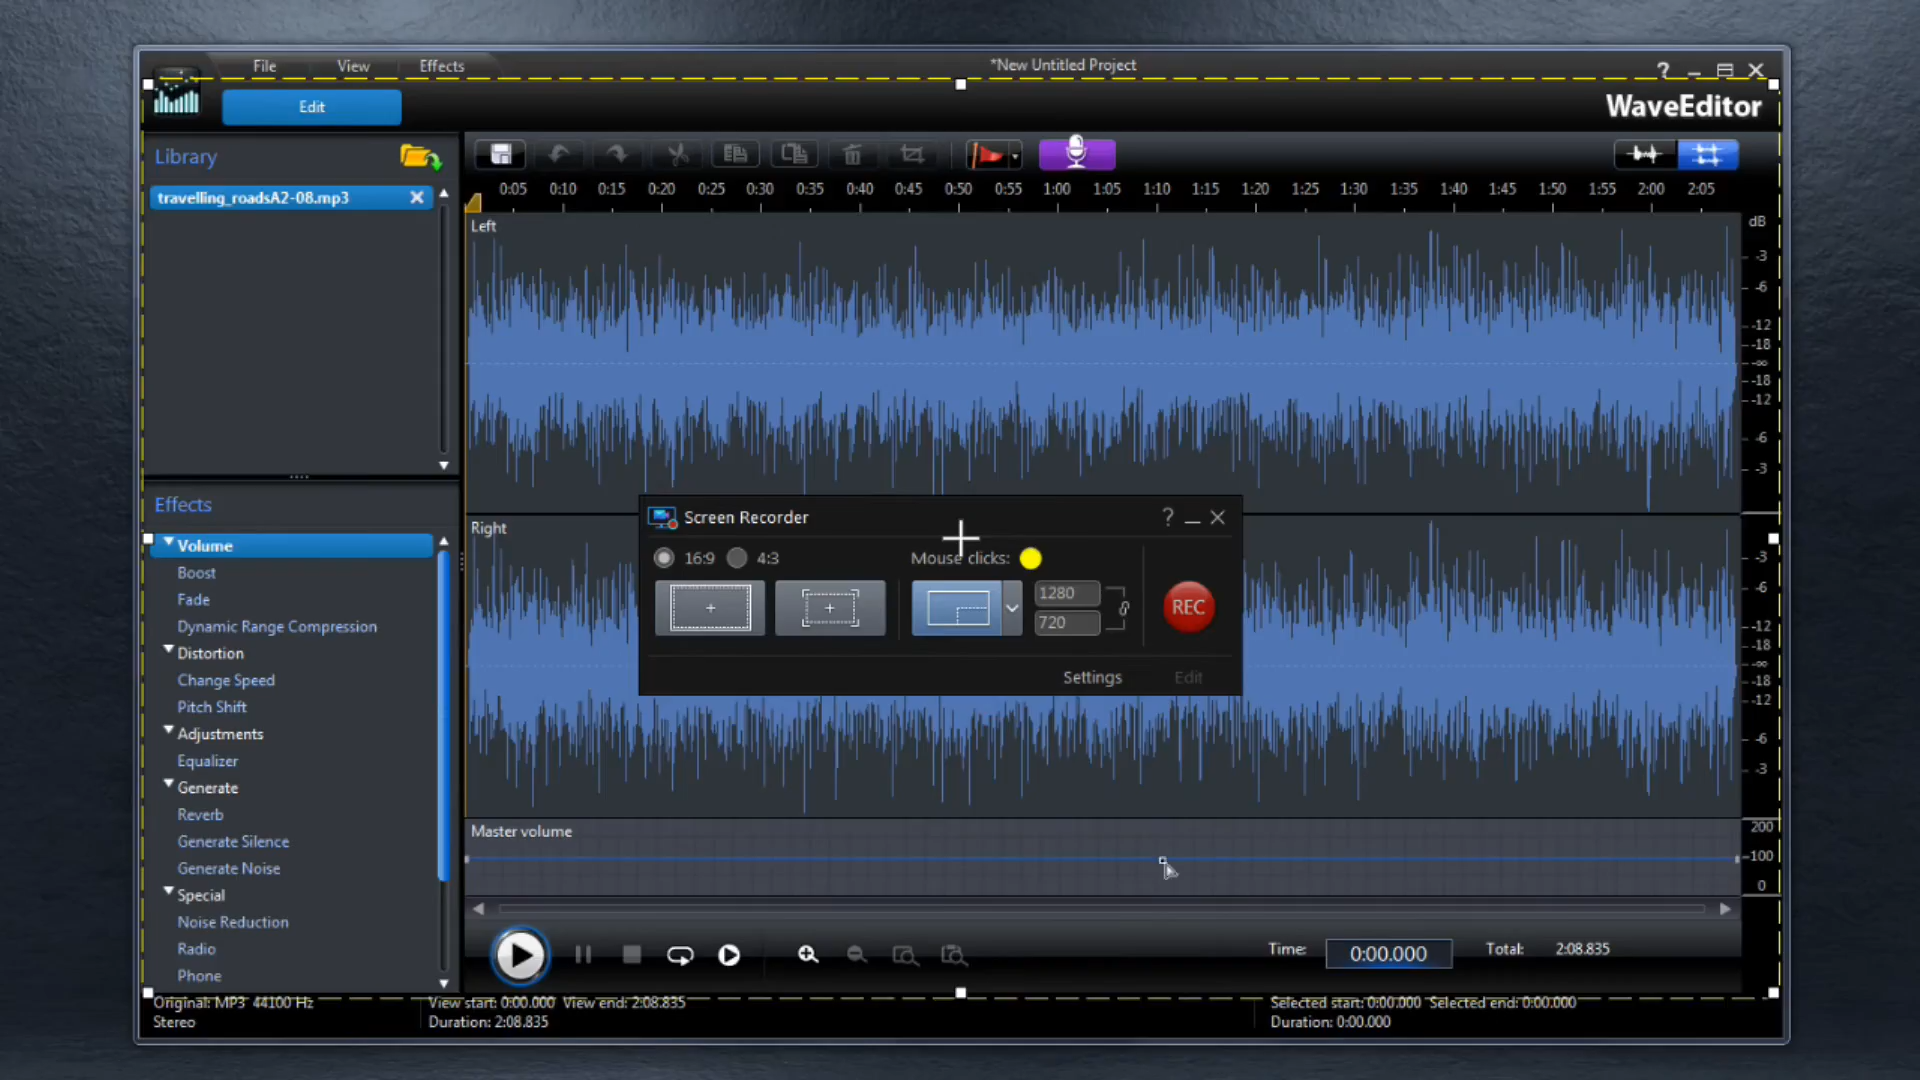 File View Effects
*New Untitled Project
?
Edit
WaveEditor
Library
travelling_roadsA2-08.mp3
0:05 0:10 0:15 0:20 0:25 0:30 0:35 0:40 0:45 0:50 0:55 1:00 1:05 1:10 1:15 1:20 1:25 1:30 1:35 1:40 1:45 1:50 1:55 2:00 2:05
Left
dB
-3
-6
-12
-18
-∞
-18
-12
-6
-3
Effects
Volume
Boost
Fade
Dynamic Range Compression
Distortion
Change Speed
Pitch Shift
Adjustments
Equalizer
Generate
Reverb
Generate Silence
Generate Noise
Special
Noise Reduction
Radio
Phone
Right
-3
-6
-12
-18
-∞
-18
-12
-6
-3
Screen Recorder
?
16:9 4:3
Mouse clicks:
1280
720
REC
Settings
Edit
Master volume
200
100
0
Time: 0:00.000 Total: 2:08.835
Original: MP3 44100 Hz
Stereo
View start: 0:00.000 View end: 2:08.835
Duration: 2:08.835
Selected start: 0:00.000 Selected end: 0:00.000
Duration: 0:00.000